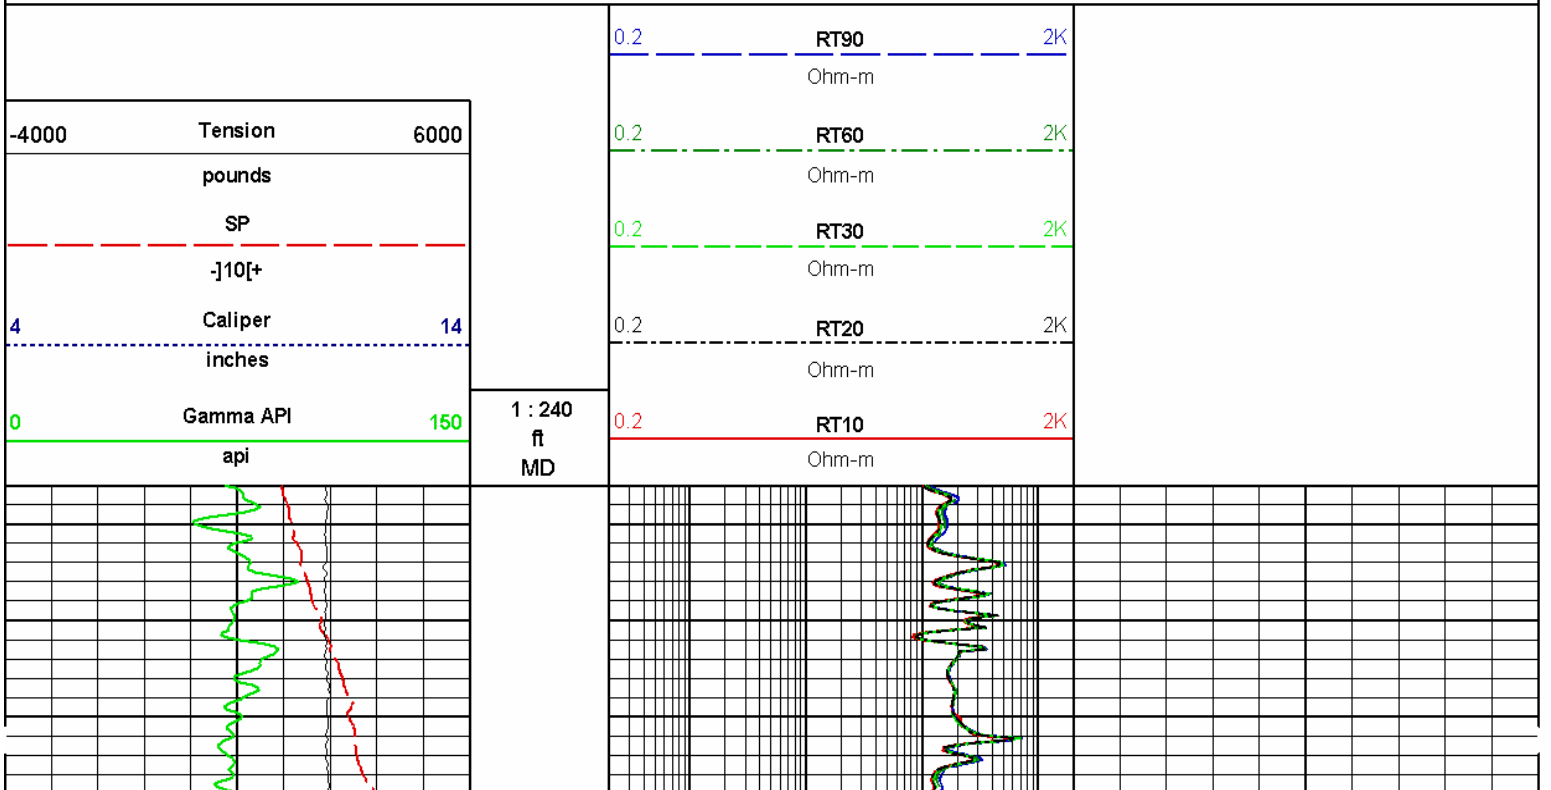 -4000 Tension 6000
pounds
SP
-]10[+
4 Caliper 14
inches
0 Gamma API 150
api
1 : 240
ft
MD
0.2 RT90 2K
Ohm-m
0.2 RT60 2K
Ohm-m
0.2 RT30 2K
Ohm-m
0.2 RT20 2K
Ohm-m
0.2 RT10 2K
Ohm-m